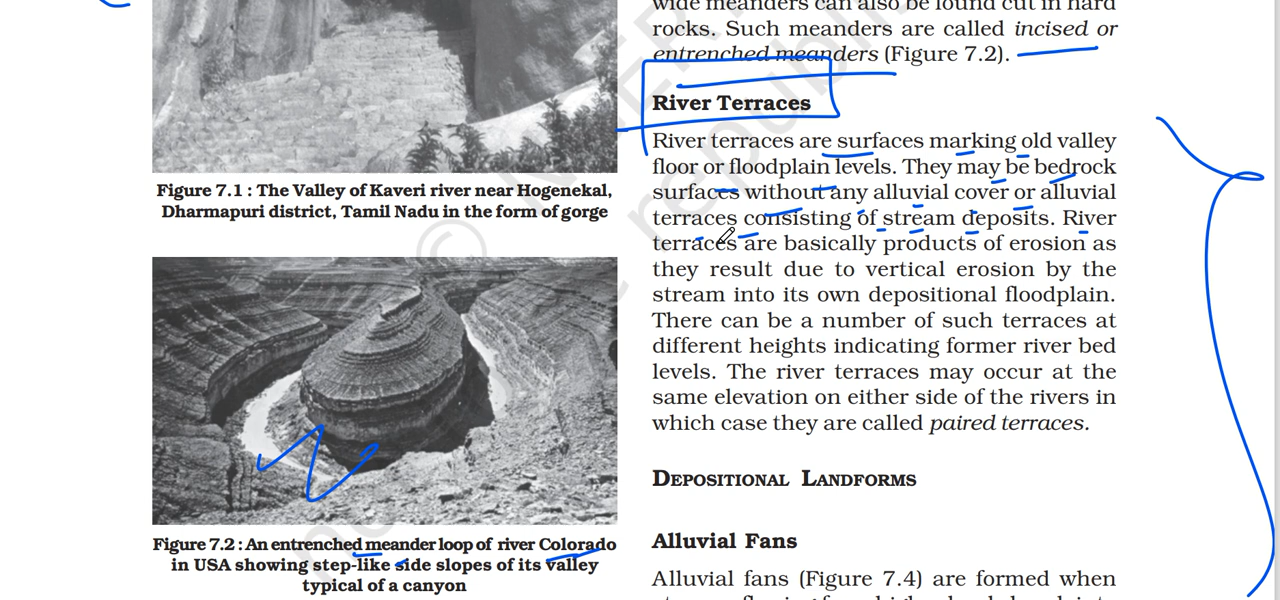 Figure 7.1 : The Valley of Kaveri river near Hogenekal,
Dharmapuri district, Tamil Nadu in the form of gorge
Figure 7.2 : An entrenched meander loop of river Colorado
in USA showing step-like side slopes of its valley
typical of a canyon
wide meanders can also be found cut in hard
rocks. Such meanders are called incised or
entrenched meanders (Figure 7.2).
River Terraces
River terraces are surfaces marking old valley
floor or floodplain levels. They may be bedrock
surfaces without any alluvial cover or alluvial
terraces consisting of stream deposits. River
terraces are basically products of erosion as
they result due to vertical erosion by the
stream into its own depositional floodplain.
There can be a number of such terraces at
different heights indicating former river bed
levels. The river terraces may occur at the
same elevation on either side of the rivers in
which case they are called paired terraces.
DEPOSITIONAL LANDFORMS
Alluvial Fans
Alluvial fans (Figure 7.4) are formed when